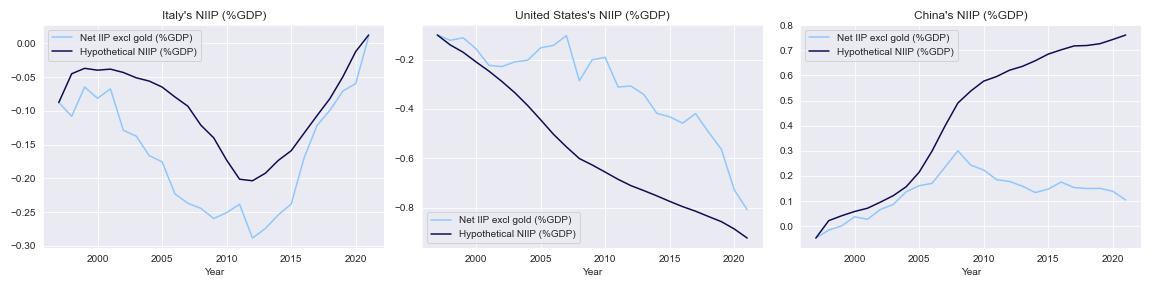 Italy's NIIP (%GDP)
Net IIP excl gold (%GDP)
Hypothetical NIIP (%GDP)
0.00
−0.05
−0.10
−0.15
−0.20
−0.25
−0.30
2000 2005 2010 2015 2020
Year
United States's NIIP (%GDP)
−0.2
−0.4
−0.6
−0.8
Net IIP excl gold (%GDP)
Hypothetical NIIP (%GDP)
2000 2005 2010 2015 2020
Year
China's NIIP (%GDP)
Net IIP excl gold (%GDP)
Hypothetical NIIP (%GDP)
0.8
0.7
0.6
0.5
0.4
0.3
0.2
0.1
0.0
2000 2005 2010 2015 2020
Year